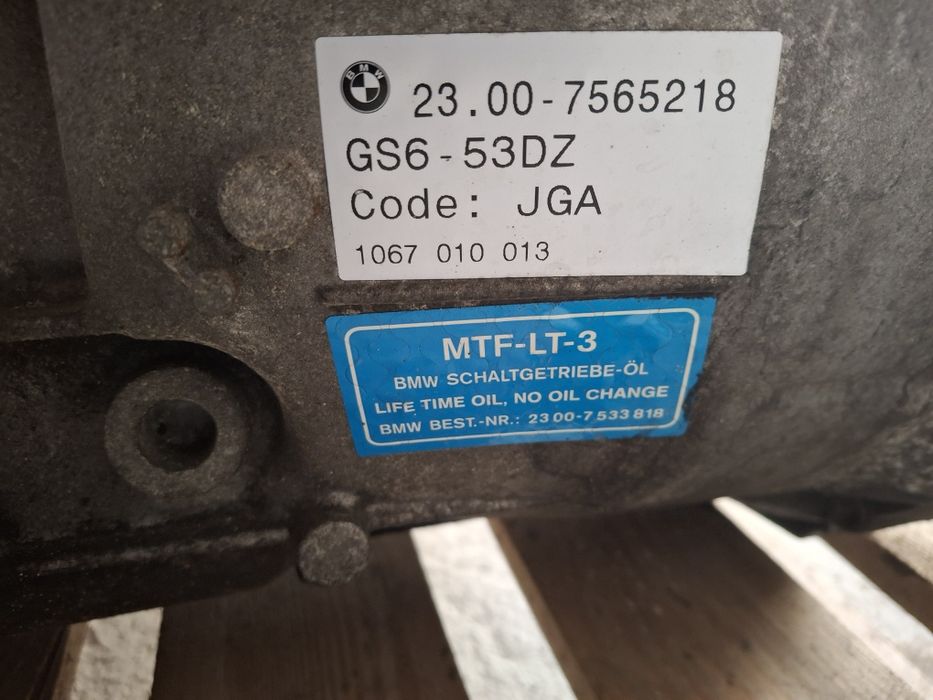 BMW
23.00-7565218
GS6-53DZ
Code: JGA
1067 010 013
MTF-LT-3
BMW SCHALTGETRIEBE-ÖL
LIFE TIME OIL, NO OIL CHANGE
BMW BEST.-NR.: 23 00-7 533 818